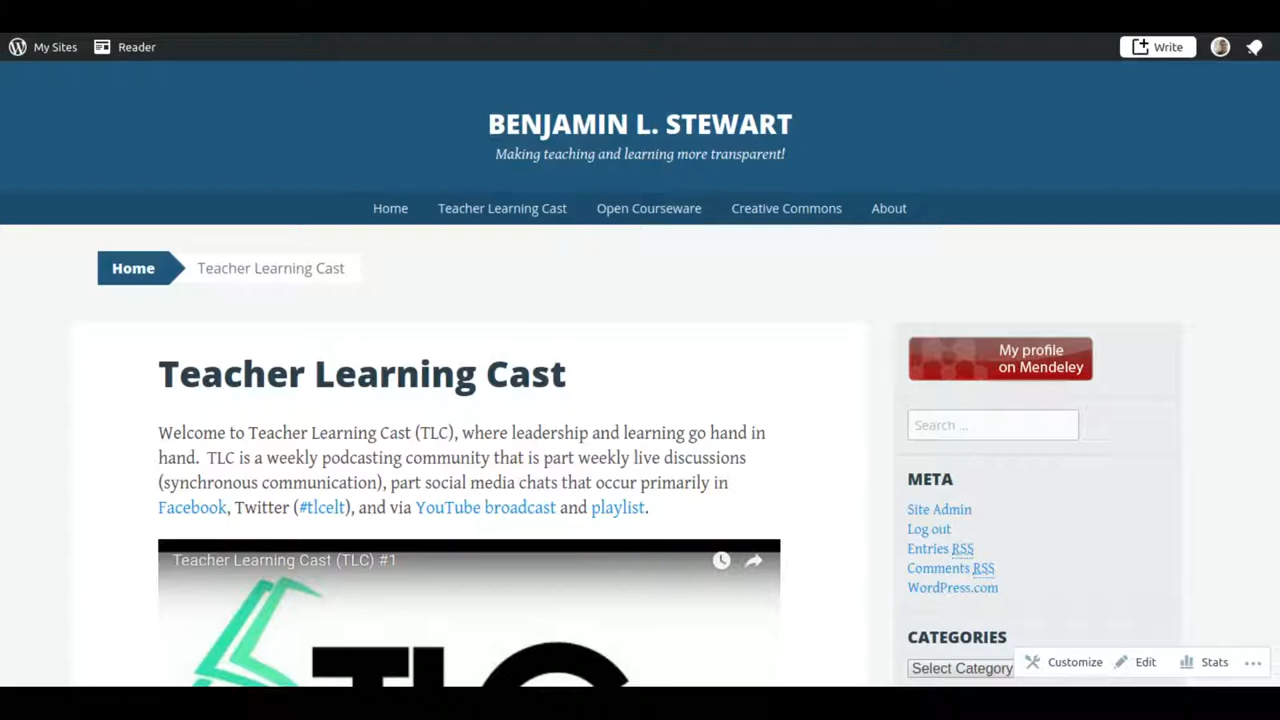 My Sites Reader Write
BENJAMIN L. STEWART
Making teaching and learning more transparent!
Home Teacher Learning Cast Open Courseware Creative Commons About
Home Teacher Learning Cast
Teacher Learning Cast
Welcome to Teacher Learning Cast (TLC), where leadership and learning go hand in
hand. TLC is a weekly podcasting community that is part weekly live discussions
(synchronous communication), part social media chats that occur primarily in
Facebook, Twitter (#tlcelt), and via YouTube broadcast and playlist.
Teacher Learning Cast (TLC) #1
TLC
My profile
on Mendeley
Search ...
META
Site Admin
Log out
Entries RSS
Comments RSS
WordPress.com
CATEGORIES
Select Category
Customize Edit Stats